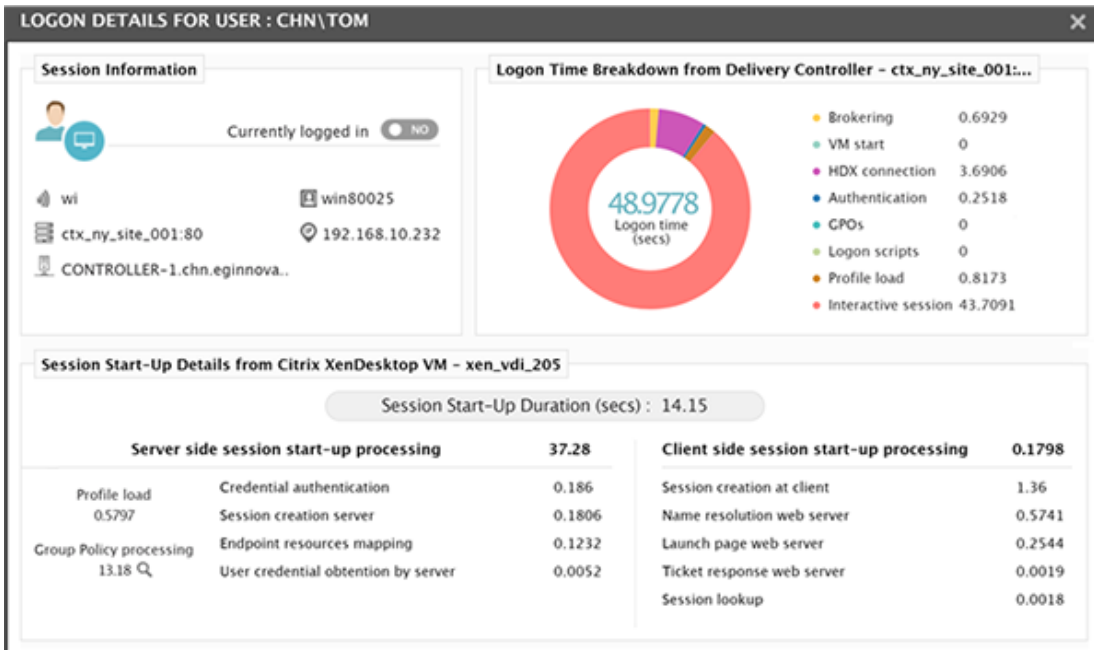 LOGON DETAILS FOR USER : CHN\TOM
Session Information
Currently logged in NO
wi win80025
ctx_ny_site_001:80 192.168.10.232
CONTROLLER-1.chn.eginnova..
Logon Time Breakdown from Delivery Controller - ctx_ny_site_001:...
48.9778
Logon time
(secs)
Brokering 0.6929
VM start 0
HDX connection 3.6906
Authentication 0.2518
GPOs 0
Logon scripts 0
Profile load 0.8173
Interactive session 43.7091
Session Start-Up Details from Citrix XenDesktop VM - xen_vdi_205
Session Start-Up Duration (secs) : 14.15
Server side session start-up processing 37.28
Profile load
0.5797
Group Policy processing
13.18
Credential authentication 0.186
Session creation server 0.1806
Endpoint resources mapping 0.1232
User credential obtention by server 0.0052
Client side session start-up processing 0.1798
Session creation at client 1.36
Name resolution web server 0.5741
Launch page web server 0.2544
Ticket response web server 0.0019
Session lookup 0.0018